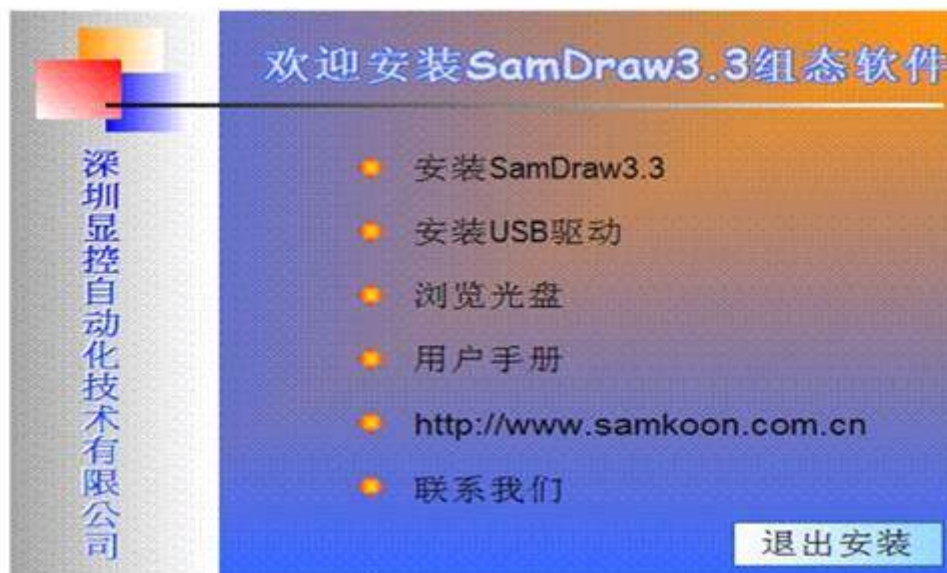 欢迎安装SamDraw3.3组态软件
深圳显控自动化技术有限公司
安装SamDraw3.3
安装USB驱动
浏览光盘
用户手册
http://www.samkoon.com.cn
联系我们
退出安装